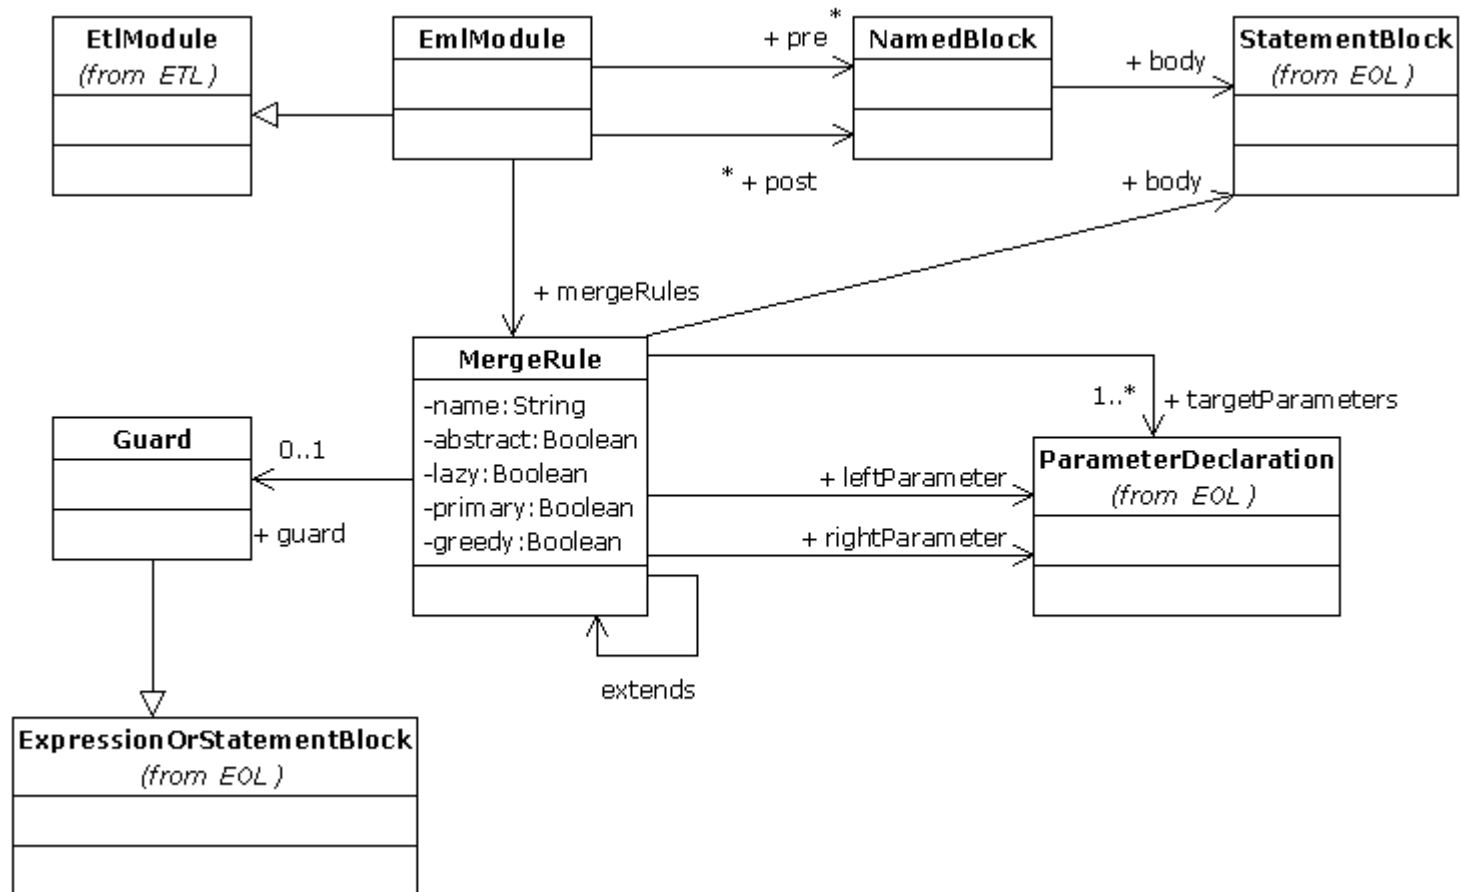 EtlModule
(from ETL)
EmlModule
+ pre
*
NamedBlock
+ body
StatementBlock
(from EOL)
* + post
+ body
+ mergeRules
MergeRule
-name:String
-abstract:Boolean
-lazy:Boolean
-primary:Boolean
-greedy:Boolean
Guard
0..1
+ guard
1..*
+ targetParameters
+ leftParameter
+ rightParameter
ParameterDeclaration
(from EOL)
extends
ExpressionOrStatementBlock
(from EOL)